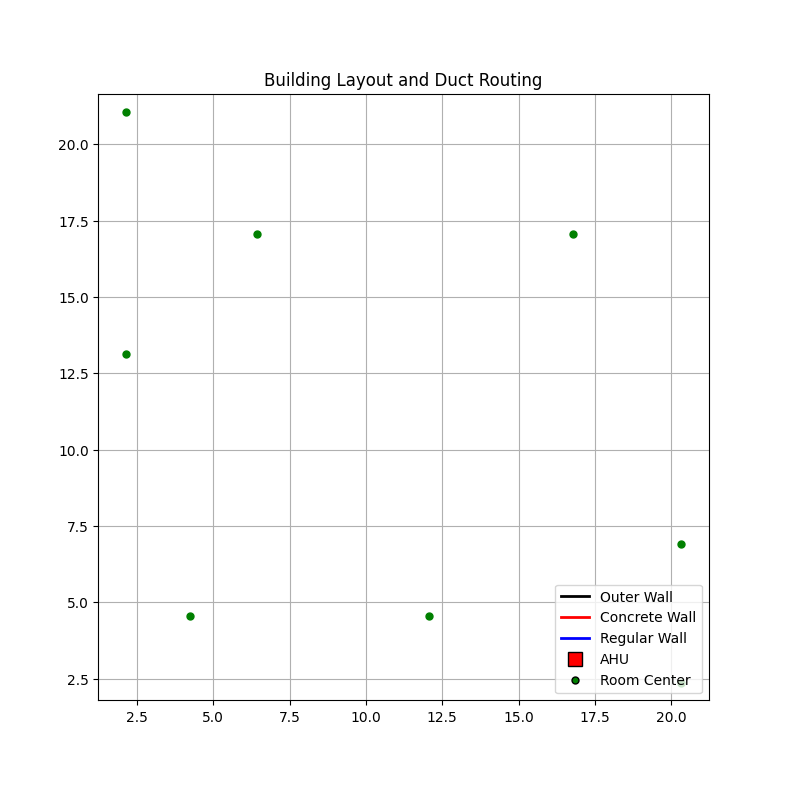 Building Layout and Duct Routing
20.0
17.5
15.0
12.5
10.0
7.5
5.0
2.5
Outer Wall
Concrete Wall
Regular Wall
AHU
Room Center
2.5 5.0 7.5 10.0 12.5 15.0 17.5 20.0